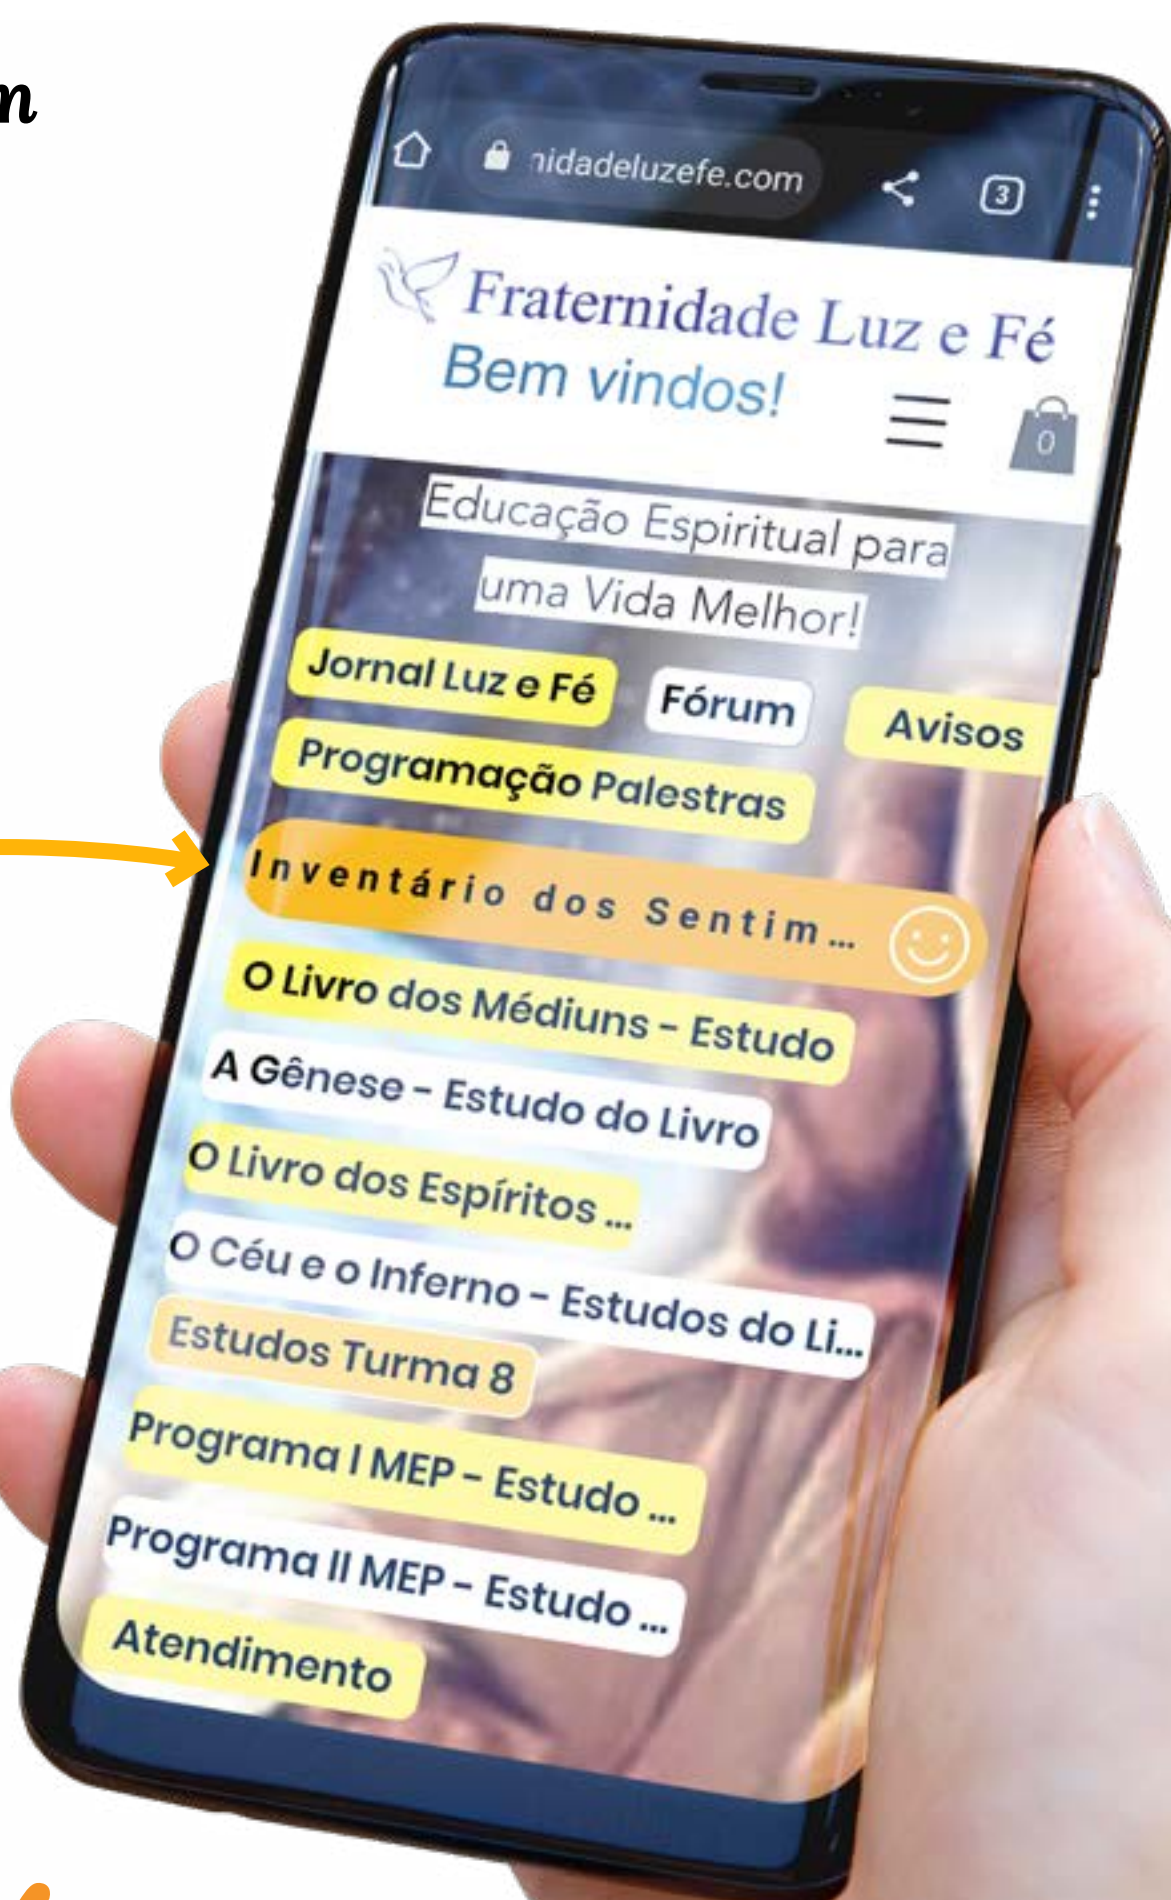 n
nidadeluzefe.com
3
Fraternidade Luz e Fé
Bem vindos!
0
Educação Espiritual para
uma Vida Melhor!
Jornal Luz e Fé Fórum Avisos
Programação Palestras
Inventário dos Sentim...
O Livro dos Médiuns - Estudo
A Gênese - Estudo do Livro
O Livro dos Espíritos ...
O Céu e o Inferno - Estudos do Li...
Estudos Turma 8
Programa I MEP - Estudo ...
Programa II MEP - Estudo ...
Atendimento